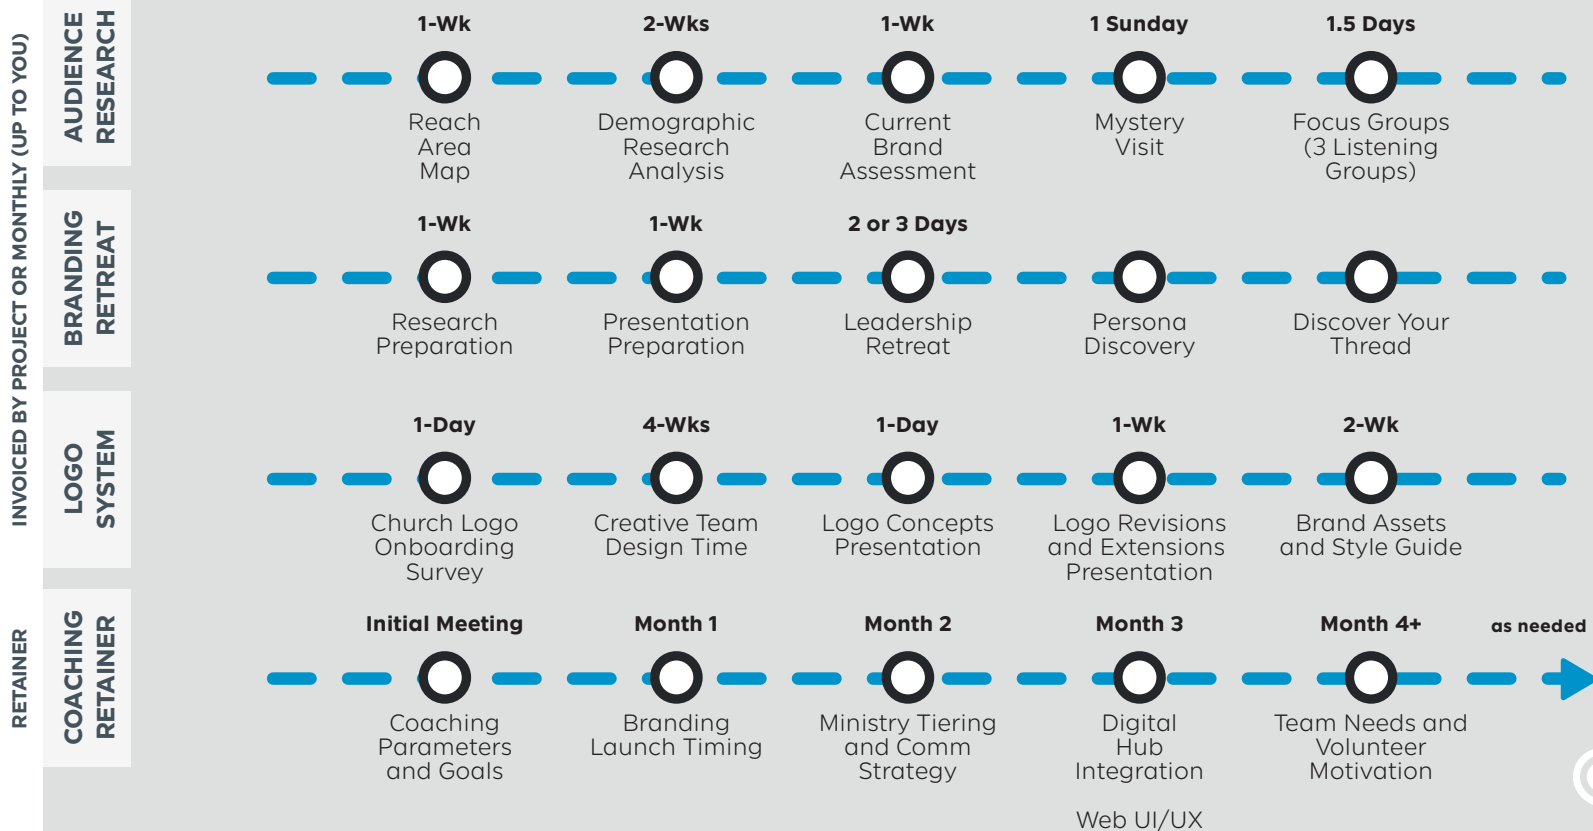 INVOICED BY PROJECT OR MONTHLY (UP TO YOU)
AUDIENCE
RESEARCH
1-Wk
2-Wks
1-Wk
1 Sunday
1.5 Days
Reach
Area
Map
Demographic
Research
Analysis
Current
Brand
Assessment
Mystery
Visit
Focus Groups
(3 Listening
Groups)
BRANDING
RETREAT
1-Wk
1-Wk
2 or 3 Days
Research
Preparation
Presentation
Preparation
Leadership
Retreat
Persona
Discovery
Discover Your
Thread
LOGO
SYSTEM
1-Day
4-Wks
1-Day
1-Wk
2-Wk
Church Logo
Onboarding
Survey
Creative Team
Design Time
Logo Concepts
Presentation
Logo Revisions
and Extensions
Presentation
Brand Assets
and Style Guide
RETAINER
COACHING
RETAINER
Initial Meeting
Month 1
Month 2
Month 3
Month 4+
as needed
Coaching
Parameters
and Goals
Branding
Launch Timing
Ministry Tiering
and Comm
Strategy
Digital
Hub
Integration
Web UI/UX
Team Needs and
Volunteer
Motivation